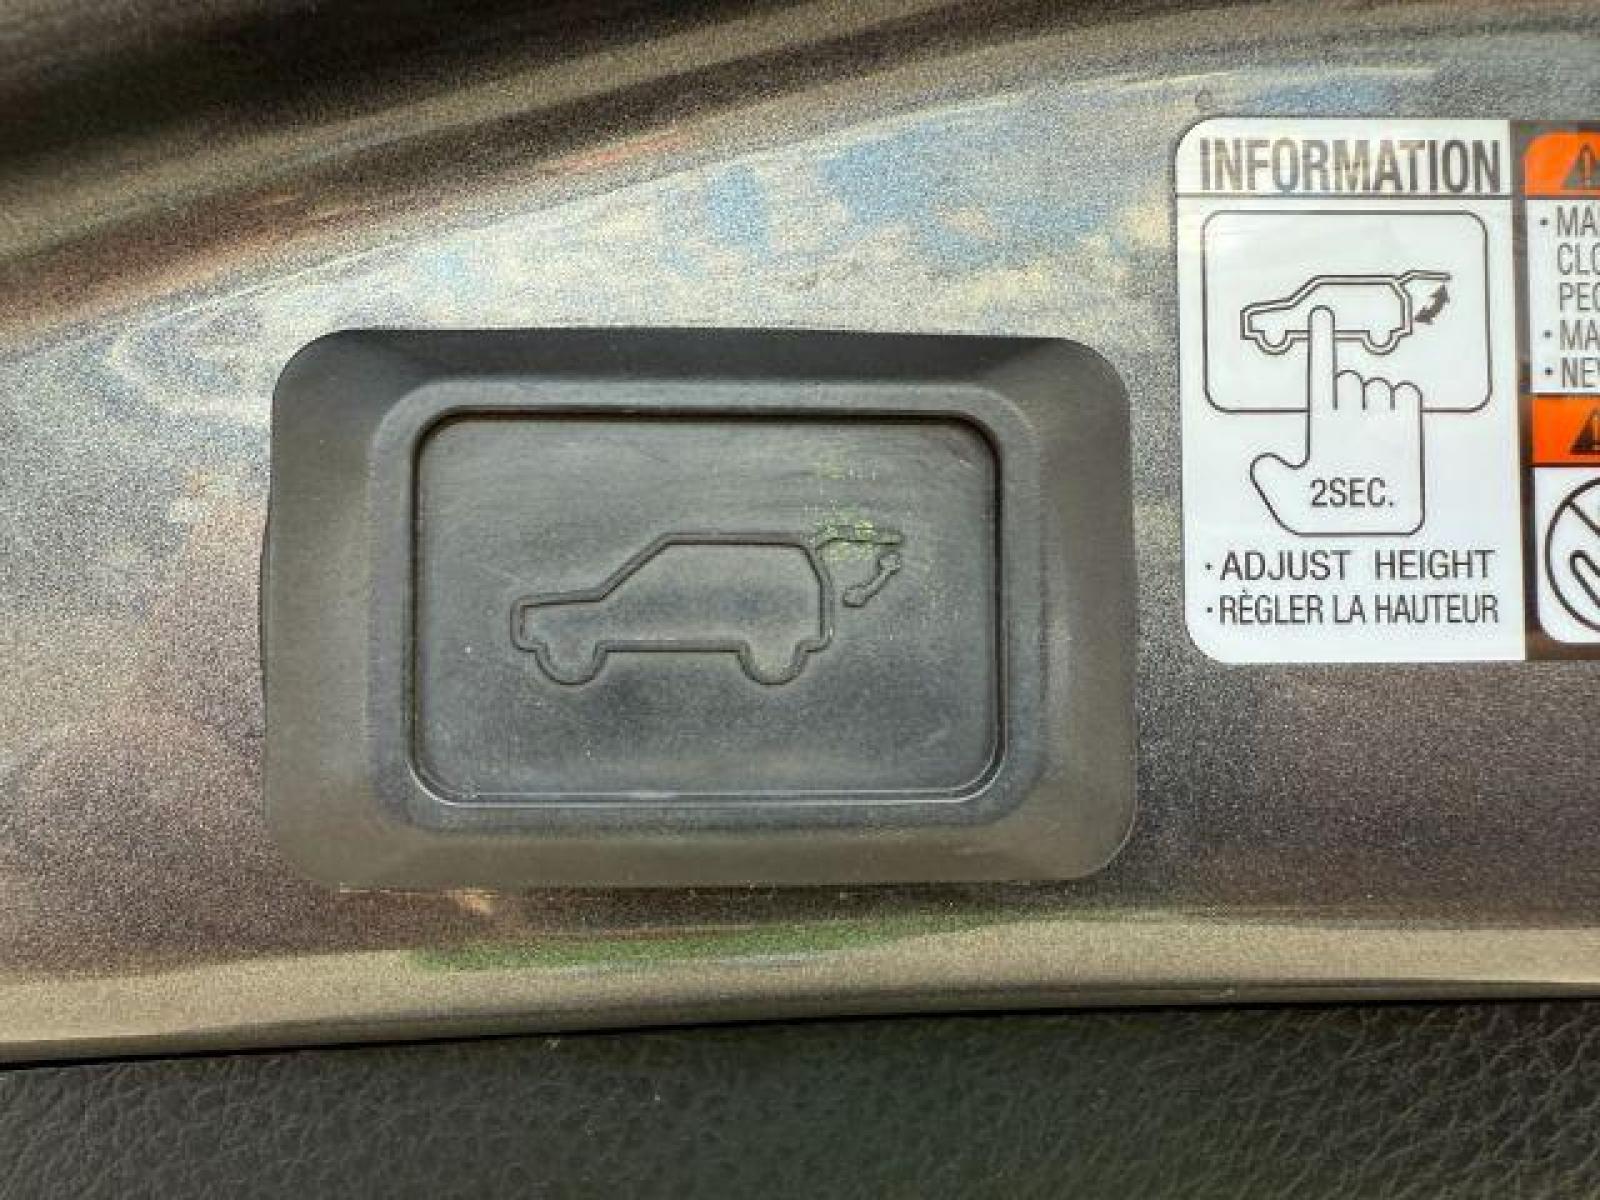 INFORMATION
2SEC.
· ADJUST HEIGHT
· RÈGLER LA HAUTEUR